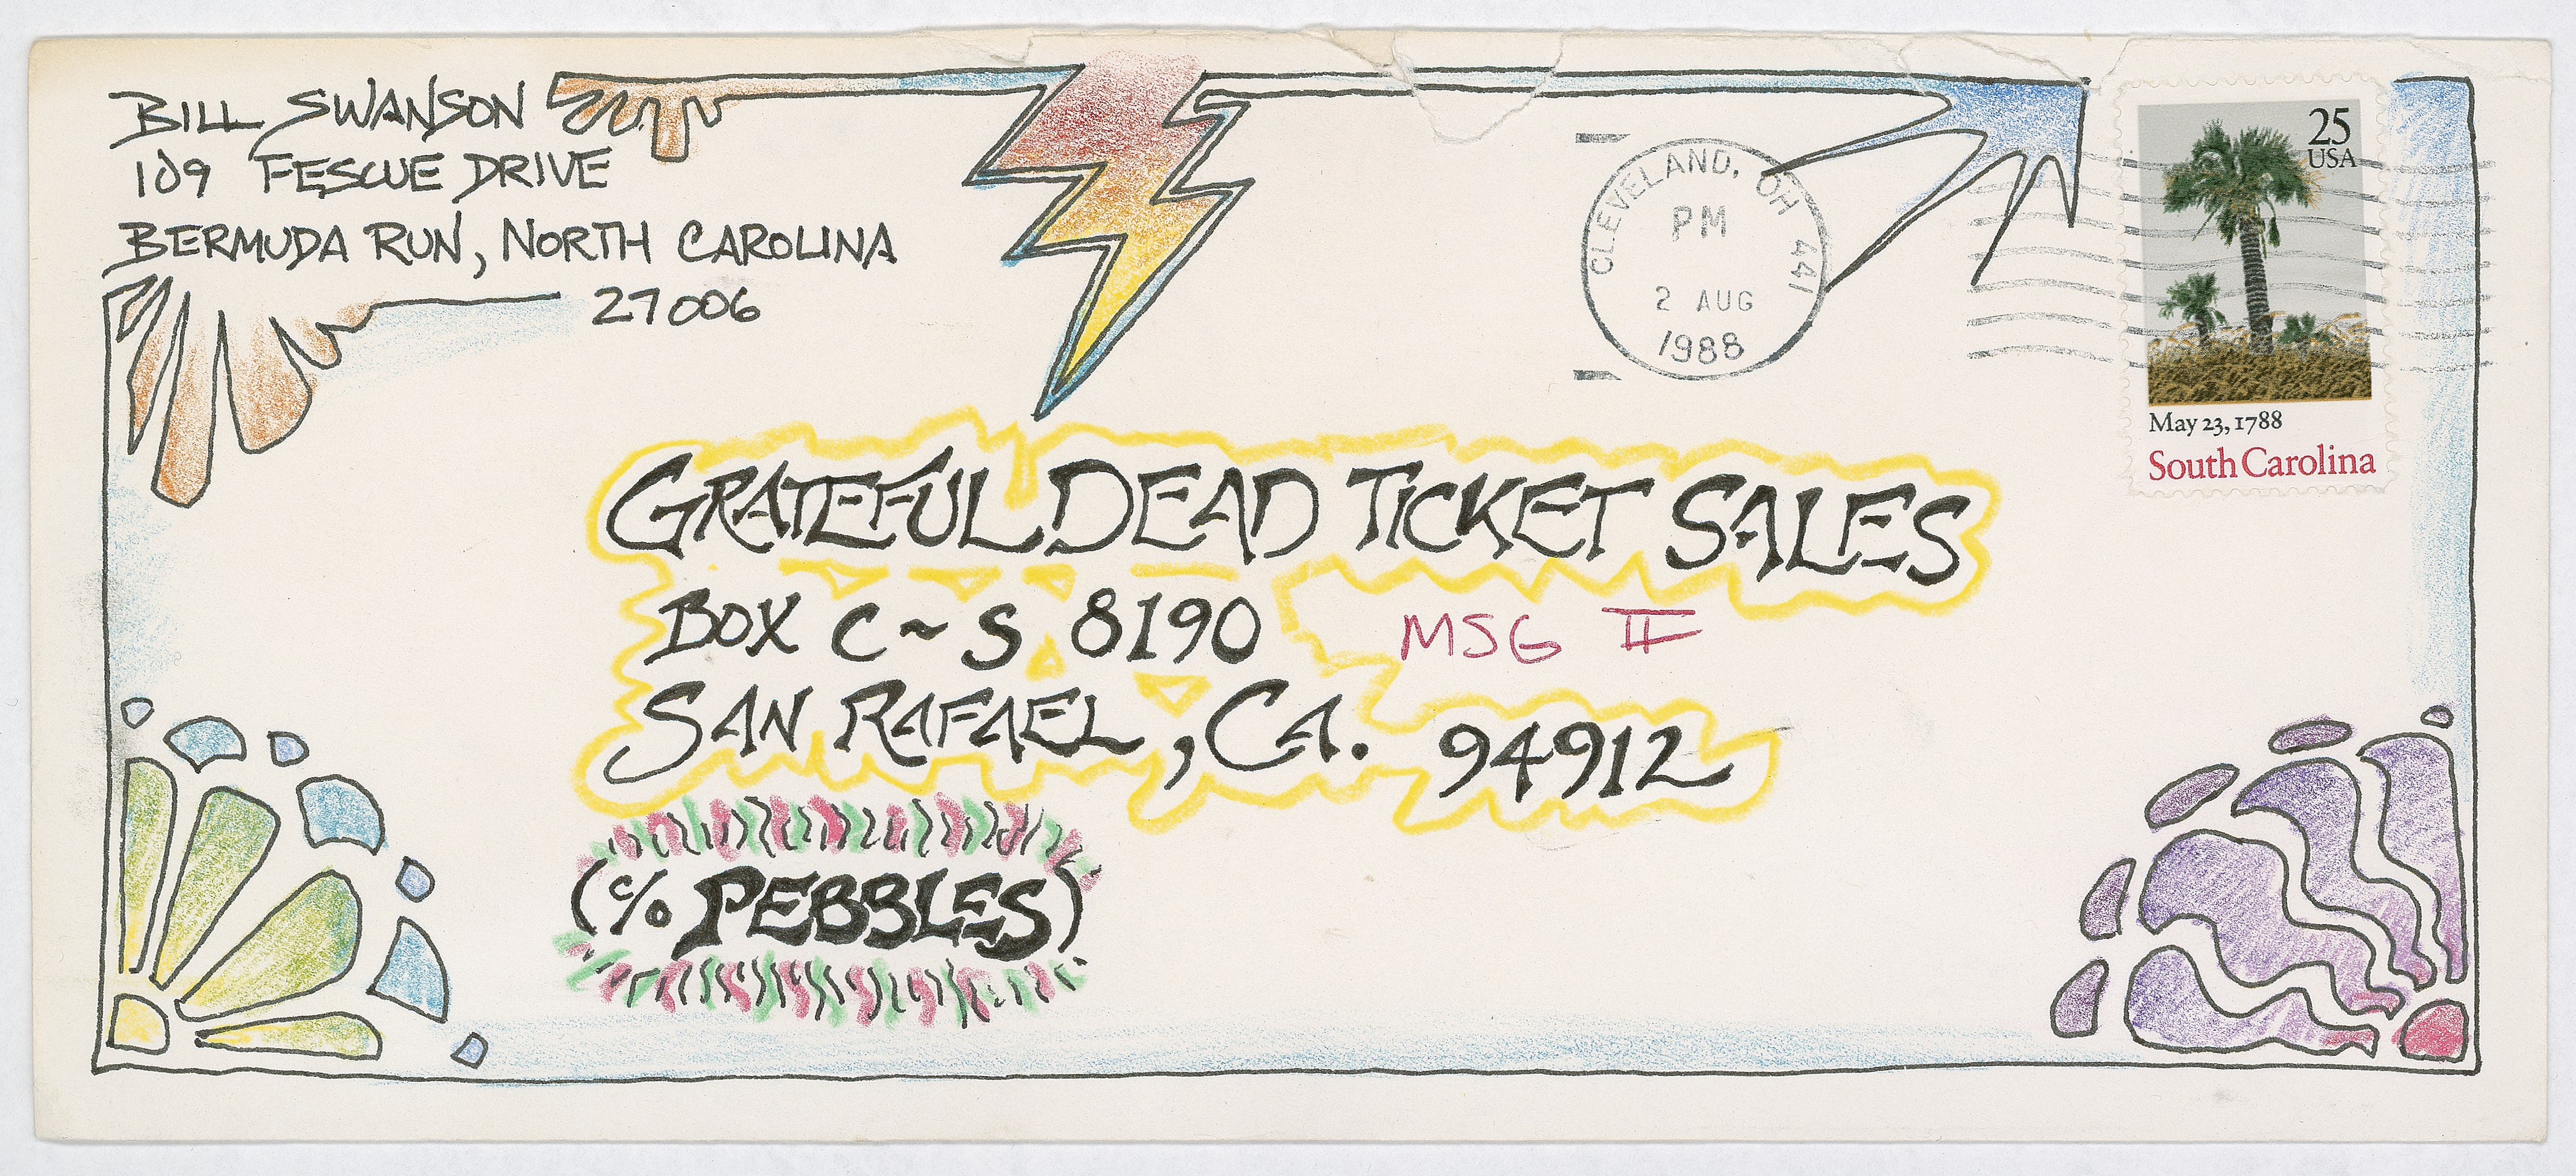 BILL SWANSON
109 FESCUE DRIVE
BERMUDA RUN, NORTH CAROLINA
27006
CLEVELAND, OH 441
PM
2 AUG
1988
25
USA
May 23, 1788
South Carolina
GRATEFUL DEAD TICKET SALES
BOX C~S 8190
MSG II
SAN RAFAEL, CA. 94912
(c/o PEBBLES)